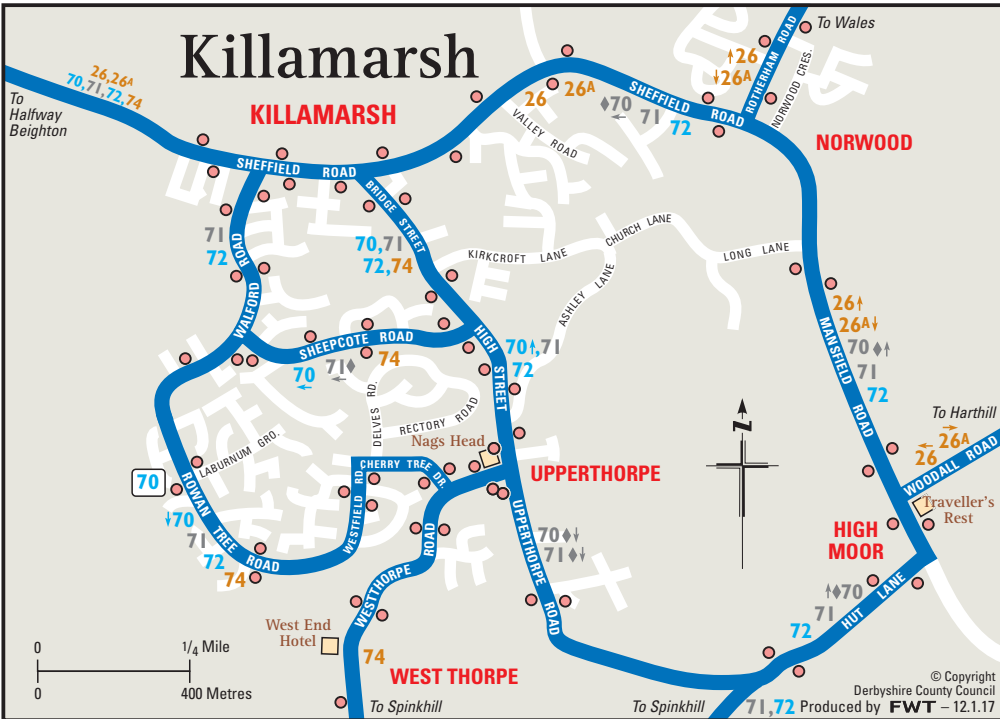 Killamarsh
To Wales
26,26A
70,71,72,74
To
Halfway
Beighton
KILLAMARSH
26 26A
♦70 71 72
←
↑26
↓26A
ROTHERHAM ROAD
NORWOOD CRES.
SHEFFIELD ROAD
VALLEY ROAD
NORWOOD
SHEFFIELD ROAD
BRIDGE STREET
71
72
WALFORD ROAD
70,71
72,74
KIRKCROFT LANE
CHURCH LANE
ASHLEY LANE
LONG LANE
26↑
26A↓
70♦↑
71
72
MANSFIELD ROAD
SHEEPCOTE ROAD
70
←
71♦
←
74
HIGH STREET
70↑,71
72
DELVES RD.
RECTORY ROAD
Nags Head
N
To Harthill
→
26A
←
26
WOODALL ROAD
LABURNUM GRO.
CHERRY TREE DR.
UPPERTHORPE
70
ROWAN TREE ROAD
↓70
71
72
74
WESTFIELD RD.
UPPERTHORPE ROAD
70♦↓
71♦↓
Traveller's
Rest
HIGH
MOOR
WESTTHORPE ROAD
↑♦70
71
72
HUT LANE
West End
Hotel
74
WEST THORPE
0 1/4 Mile
0 400 Metres
To Spinkhill
To Spinkhill
71,72
© Copyright
Derbyshire County Council
Produced by FWT – 12.1.17